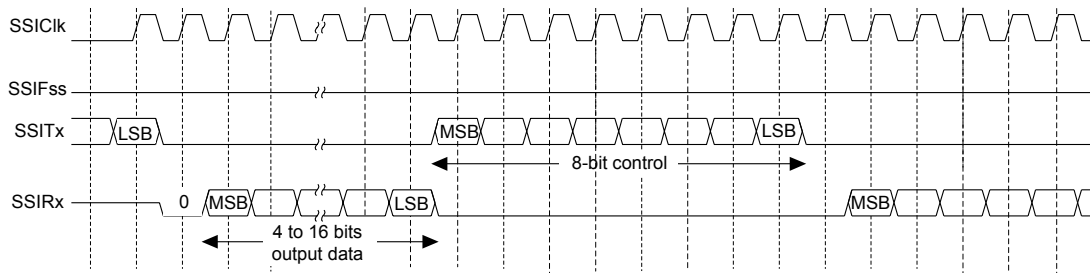 SSIClk
SSIFss
SSITx
LSB
MSB
LSB
8-bit control
SSIRx
0
MSB
LSB
MSB
4 to 16 bits
output data